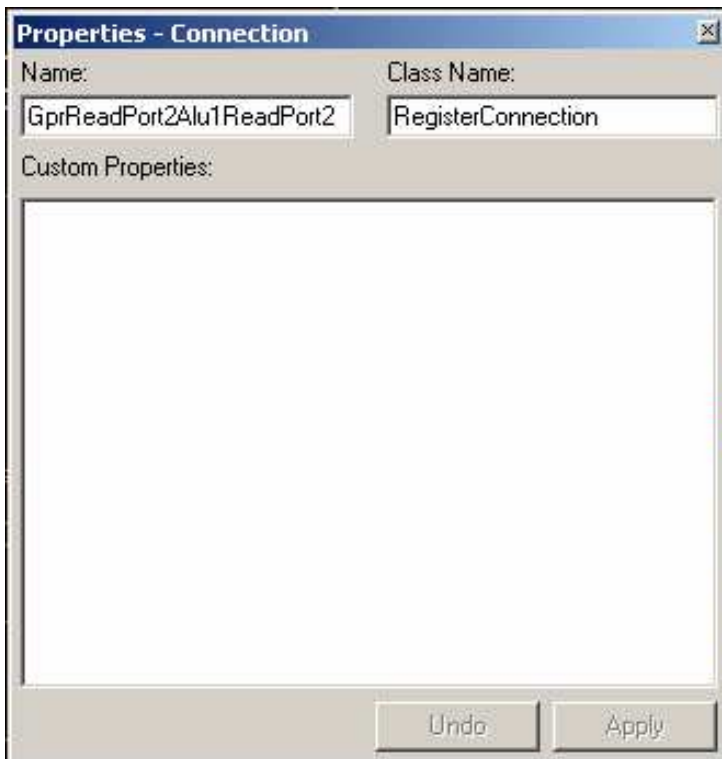 Properties - Connection
Name: Class Name:
GprReadPort2Alu1ReadPort2 RegisterConnection
Custom Properties:
Undo Apply